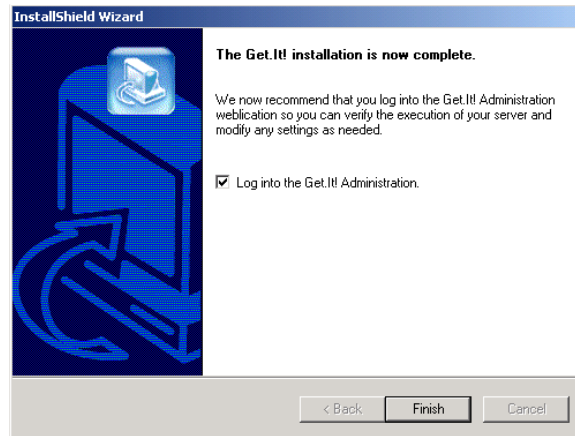 InstallShield Wizard
The Get.It! installation is now complete.
We now recommend that you log into the Get.It! Administration
weblication so you can verify the execution of your server and
modify any settings as needed.
Log into the Get.It! Administration.
< Back
Finish
Cancel